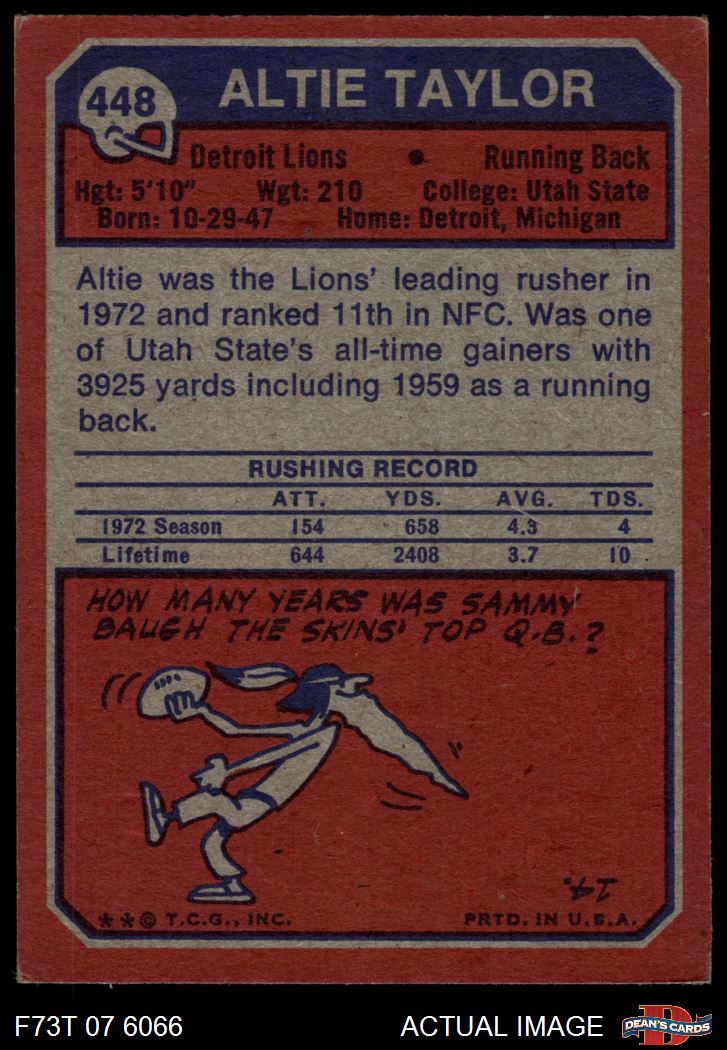 448
ALTIE TAYLOR
Detroit Lions • Running Back
Hgt: 5'10" Wgt: 210 College: Utah State
Born: 10-29-47 Home: Detroit, Michigan
Altie was the Lions' leading rusher in
1972 and ranked 11th in NFC. Was one
of Utah State's all-time gainers with
3925 yards including 1959 as a running
back.
RUSHING RECORD
ATT. YDS. AVG. TDS.
1972 Season 154 658 4.3 4
Lifetime 644 2408 3.7 10
HOW MANY YEARS WAS SAMMY
BAUGH THE SKINS' TOP Q.B.?
14.
**© T.C.G., INC. PRTD. IN U.S.A.
F73T 07 6066 ACTUAL IMAGE
D
DEAN'S CARDS